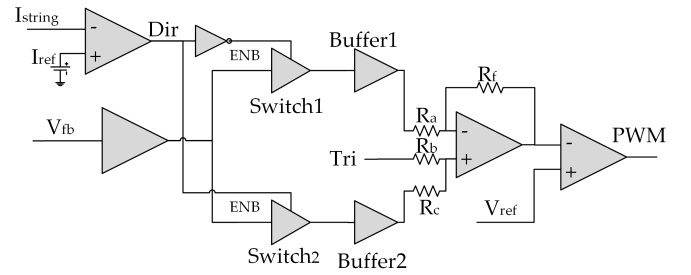 Istring
Dir
Iref
-
+
ENB
Buffer1
Switch1
Rf
Ra
Vfb
Rb
Tri
-
+
-
+
PWM
Rc
Vref
ENB
Switch2
Buffer2